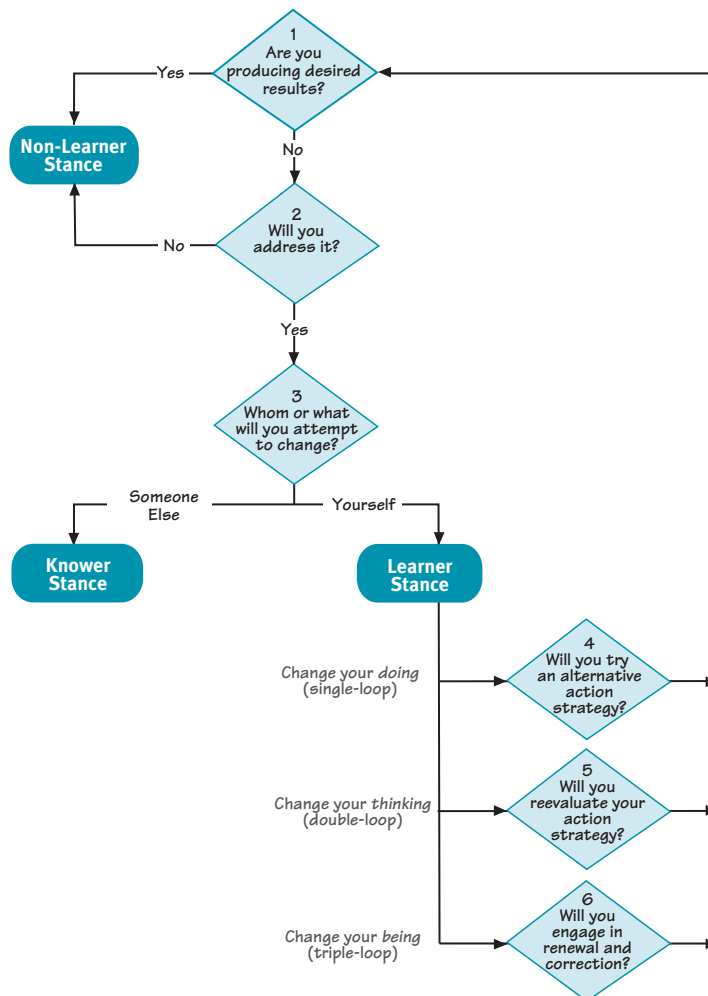 1
Are you
producing desired
results?
Yes
Non-Learner
Stance
No
2
Will you
address it?
No
Yes
3
Whom or what
will you attempt
to change?
Someone
Else
Yourself
Knower
Stance
Learner
Stance
Change your doing
(single-loop)
4
Will you try
an alternative
action
strategy?
Change your thinking
(double-loop)
5
Will you
reevaluate your
action
strategy?
Change your being
(triple-loop)
6
Will you
engage in
renewal and
correction?